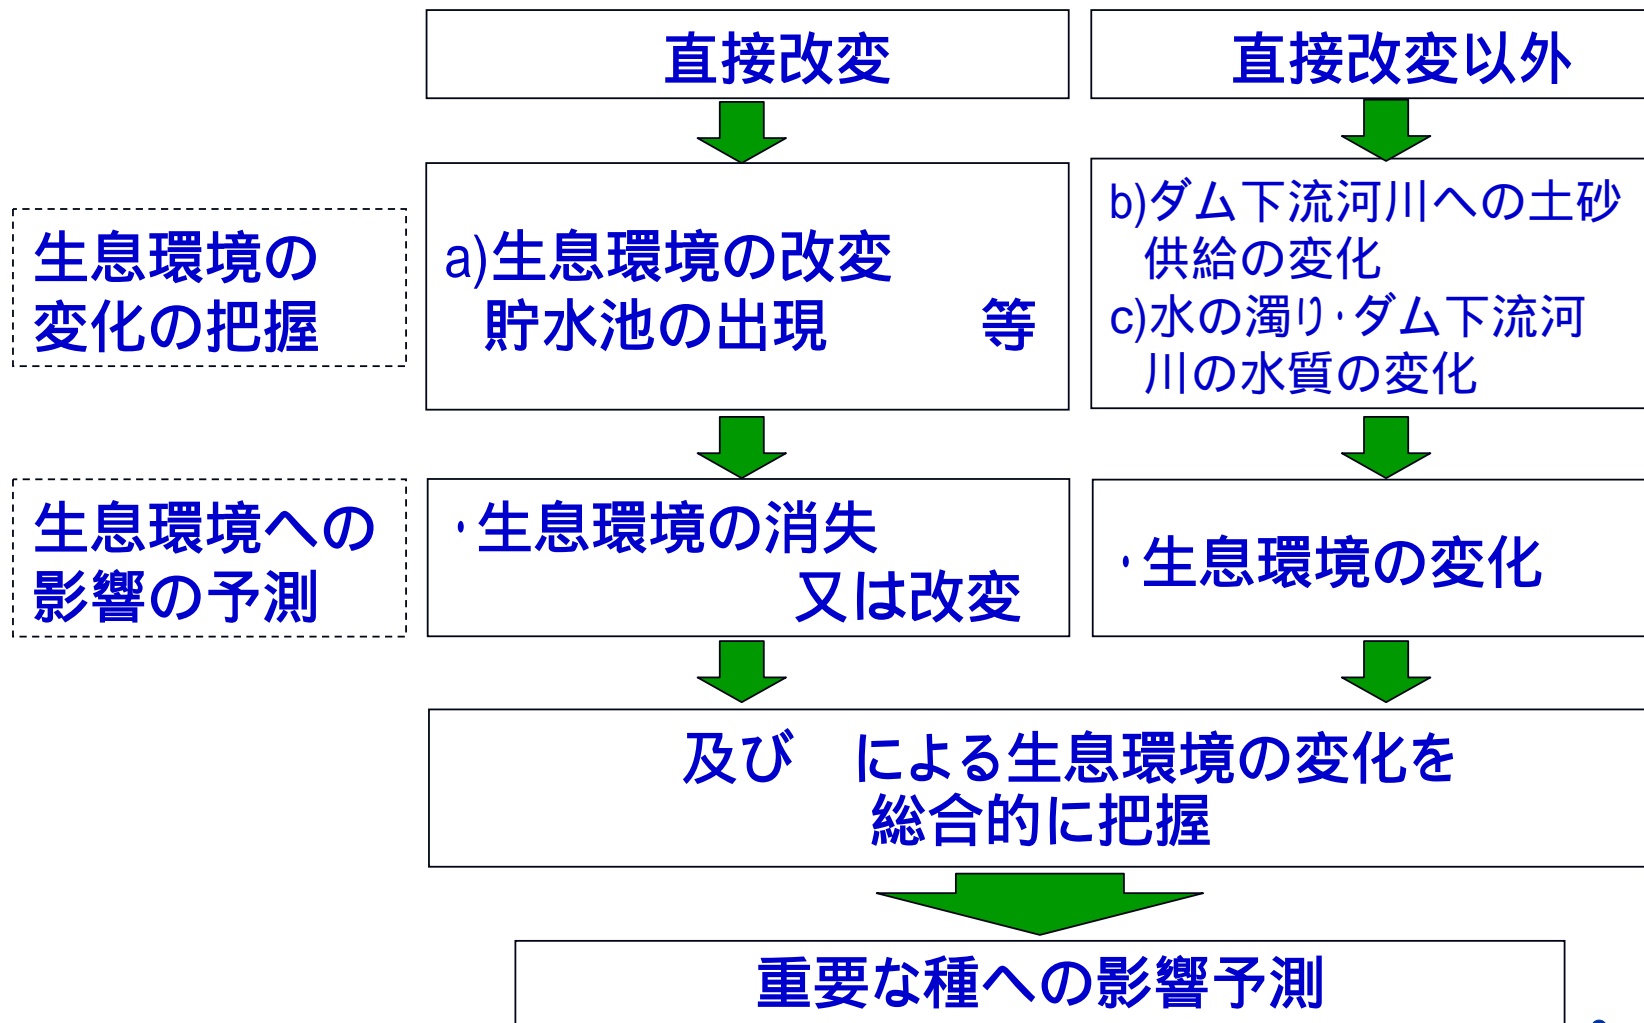 直接改変
直接改変以外
生息環境の
変化の把握
a)生息環境の改変
貯水池の出現 等
b)ダム下流河川への土砂
供給の変化
c)水の濁り・ダム下流河
川の水質の変化
生息環境への
影響の予測
・生息環境の消失
又は改変
・生息環境の変化
及び による生息環境の変化を
総合的に把握
重要な種への影響予測